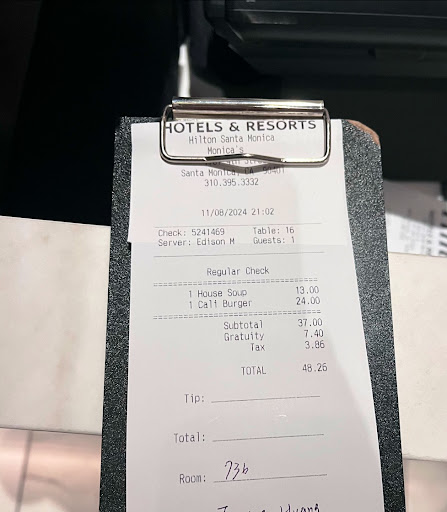 HOTELS & RESORTS
Hilton Santa Monica
Monica's
Santa Monica, CA 90401
310.395.3332
11/08/2024 21:02
Check: 5241469 Table: 16
Server: Edison M Guests: 1
Regular Check
1 House Soup 13.00
1 Cali Burger 24.00
Subtotal 37.00
Gratuity 7.40
Tax 3.86
TOTAL 48.26
Tip:
Total:
Room: 736